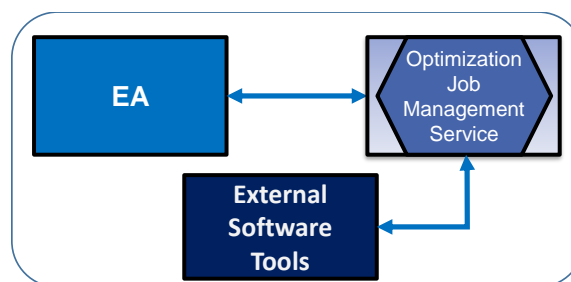 EA
Optimization
Job
Management
Service
External
Software
Tools